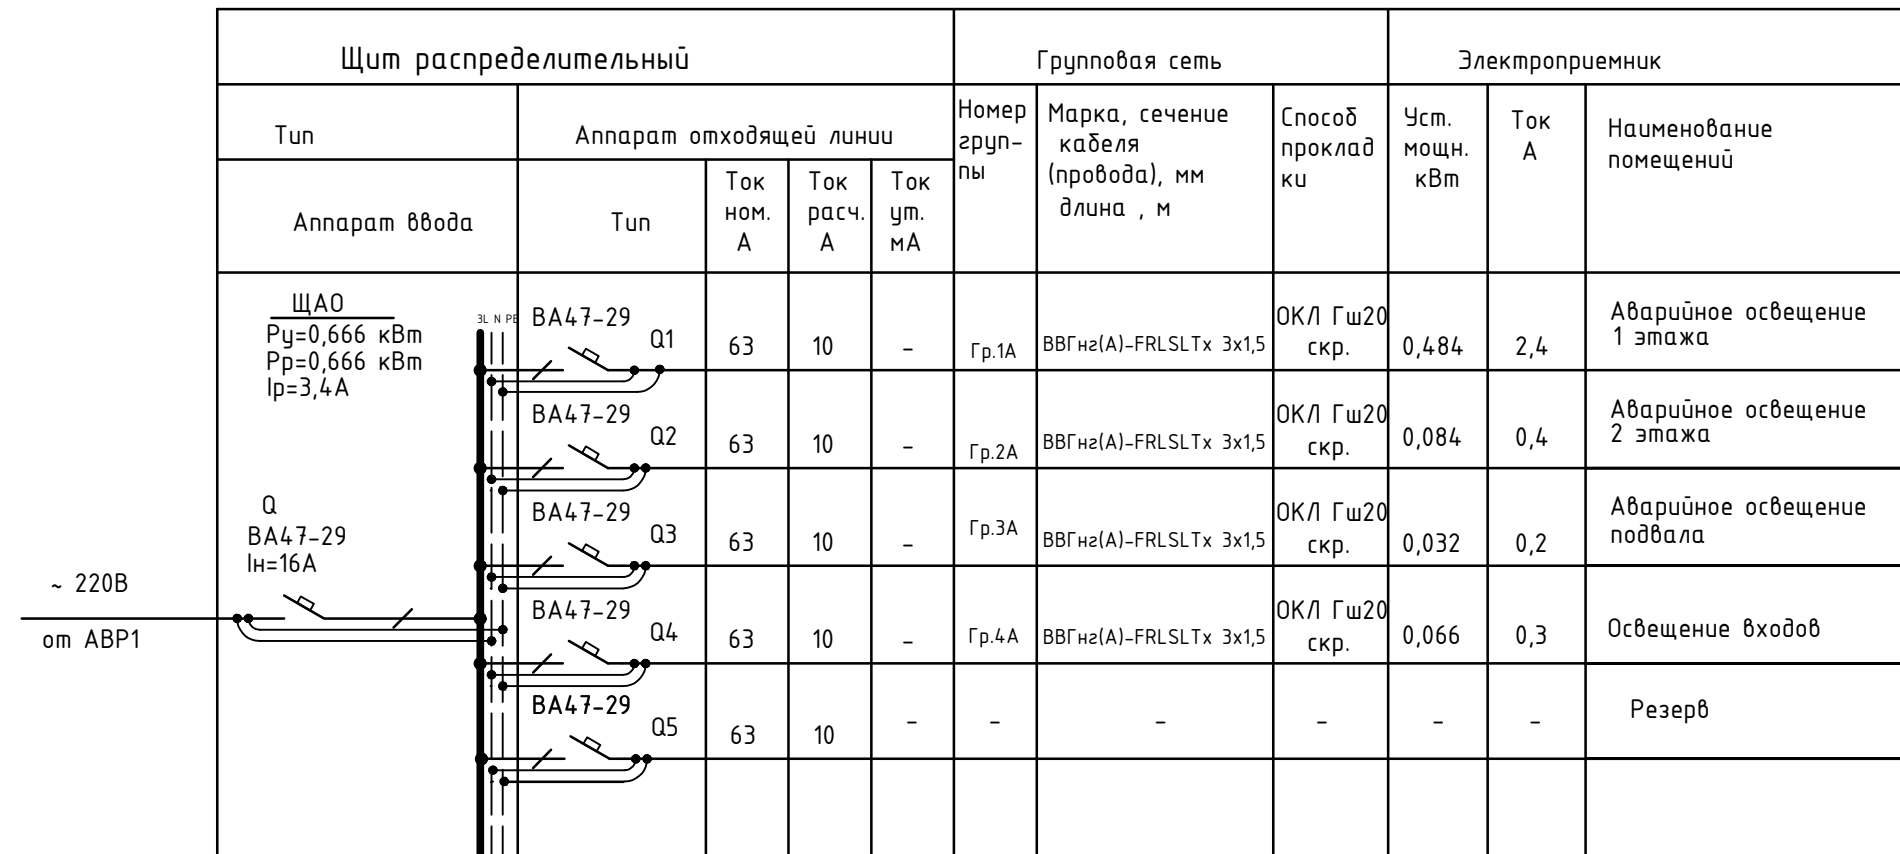 Щит распределительный
Групповая сеть
Электроприемник
Тип
Аппарат отходящей линии
Номер
груп-
пы
Марка, сечение
кабеля
(провода), мм
длина , м
Способ
проклад
ки
Уст.
мощн.
кВт
Ток
А
Наименование
помещений
Аппарат ввода
Тип
Ток
ном.
А
Ток
расч.
А
Ток
ут.
мА
ЩАО
Ру=0,666 кВт
Рр=0,666 кВт
Iр=3,4А
3L N PE
ВА47-29
Q1
63
10
-
Гр.1А
ВВГнг(А)-FRLSLTx 3х1,5
ОКЛ Гш20
скр.
0,484
2,4
Аварийное освещение
1 этажа
ВА47-29
Q2
63
10
-
Гр.2А
ВВГнг(А)-FRLSLTx 3х1,5
ОКЛ Гш20
скр.
0,084
0,4
Аварийное освещение
2 этажа
Q
ВА47-29
Iн=16А
ВА47-29
Q3
63
10
-
Гр.3А
ВВГнг(А)-FRLSLTx 3х1,5
ОКЛ Гш20
скр.
0,032
0,2
Аварийное освещение
подвала
~ 220В
от АВР1
ВА47-29
Q4
63
10
-
Гр.4А
ВВГнг(А)-FRLSLTx 3х1,5
ОКЛ Гш20
скр.
0,066
0,3
Освещение входов
ВА47-29
Q5
63
10
-
-
-
-
-
-
Резерв